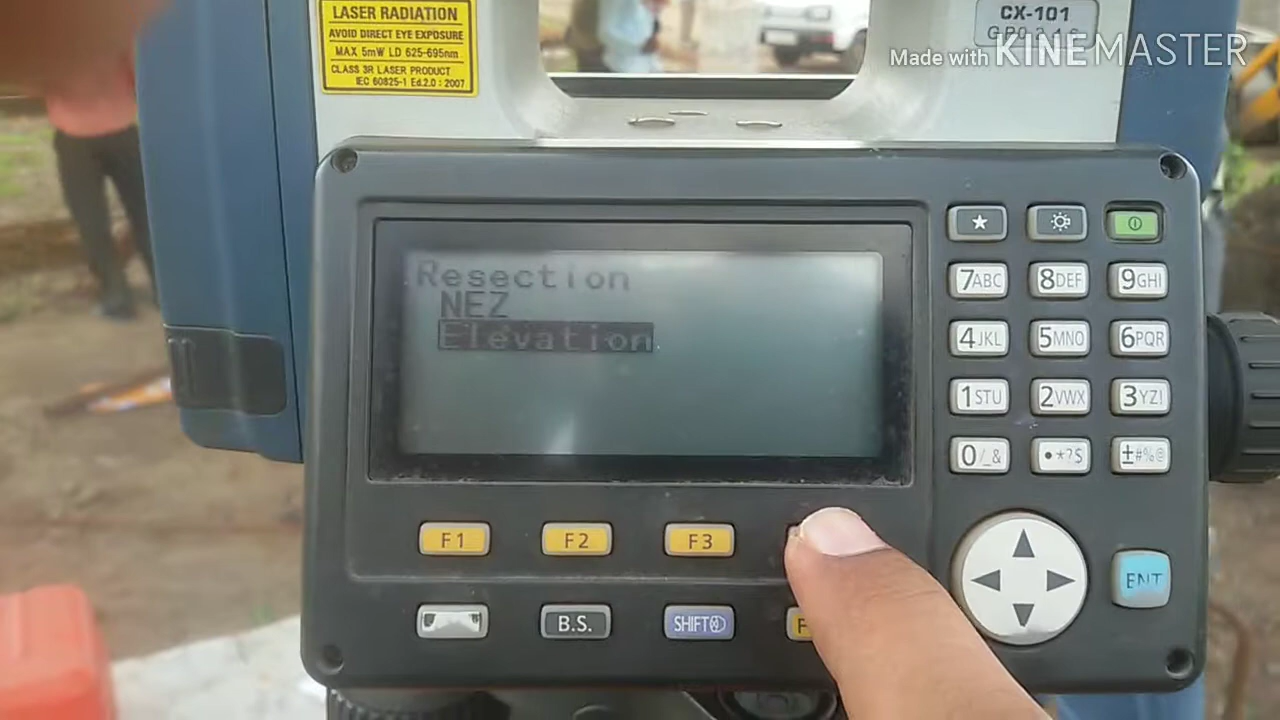 LASER RADIATION
AVOID DIRECT EYE EXPOSURE
MAX 5mW LD 625-695nm
CLASS 3R LASER PRODUCT
IEC 60825-1 Ed.2.0 : 2007
CX-101
Made with KINEMASTER
Resection
NEZ
Elevation
7ABC 8DEF 9GHI
4JKL 5MNO 6PQR
1STU 2VWX 3YZ!
0/_& •*?$ ±#%@
F1 F2 F3
ENT
B.S. SHIFT